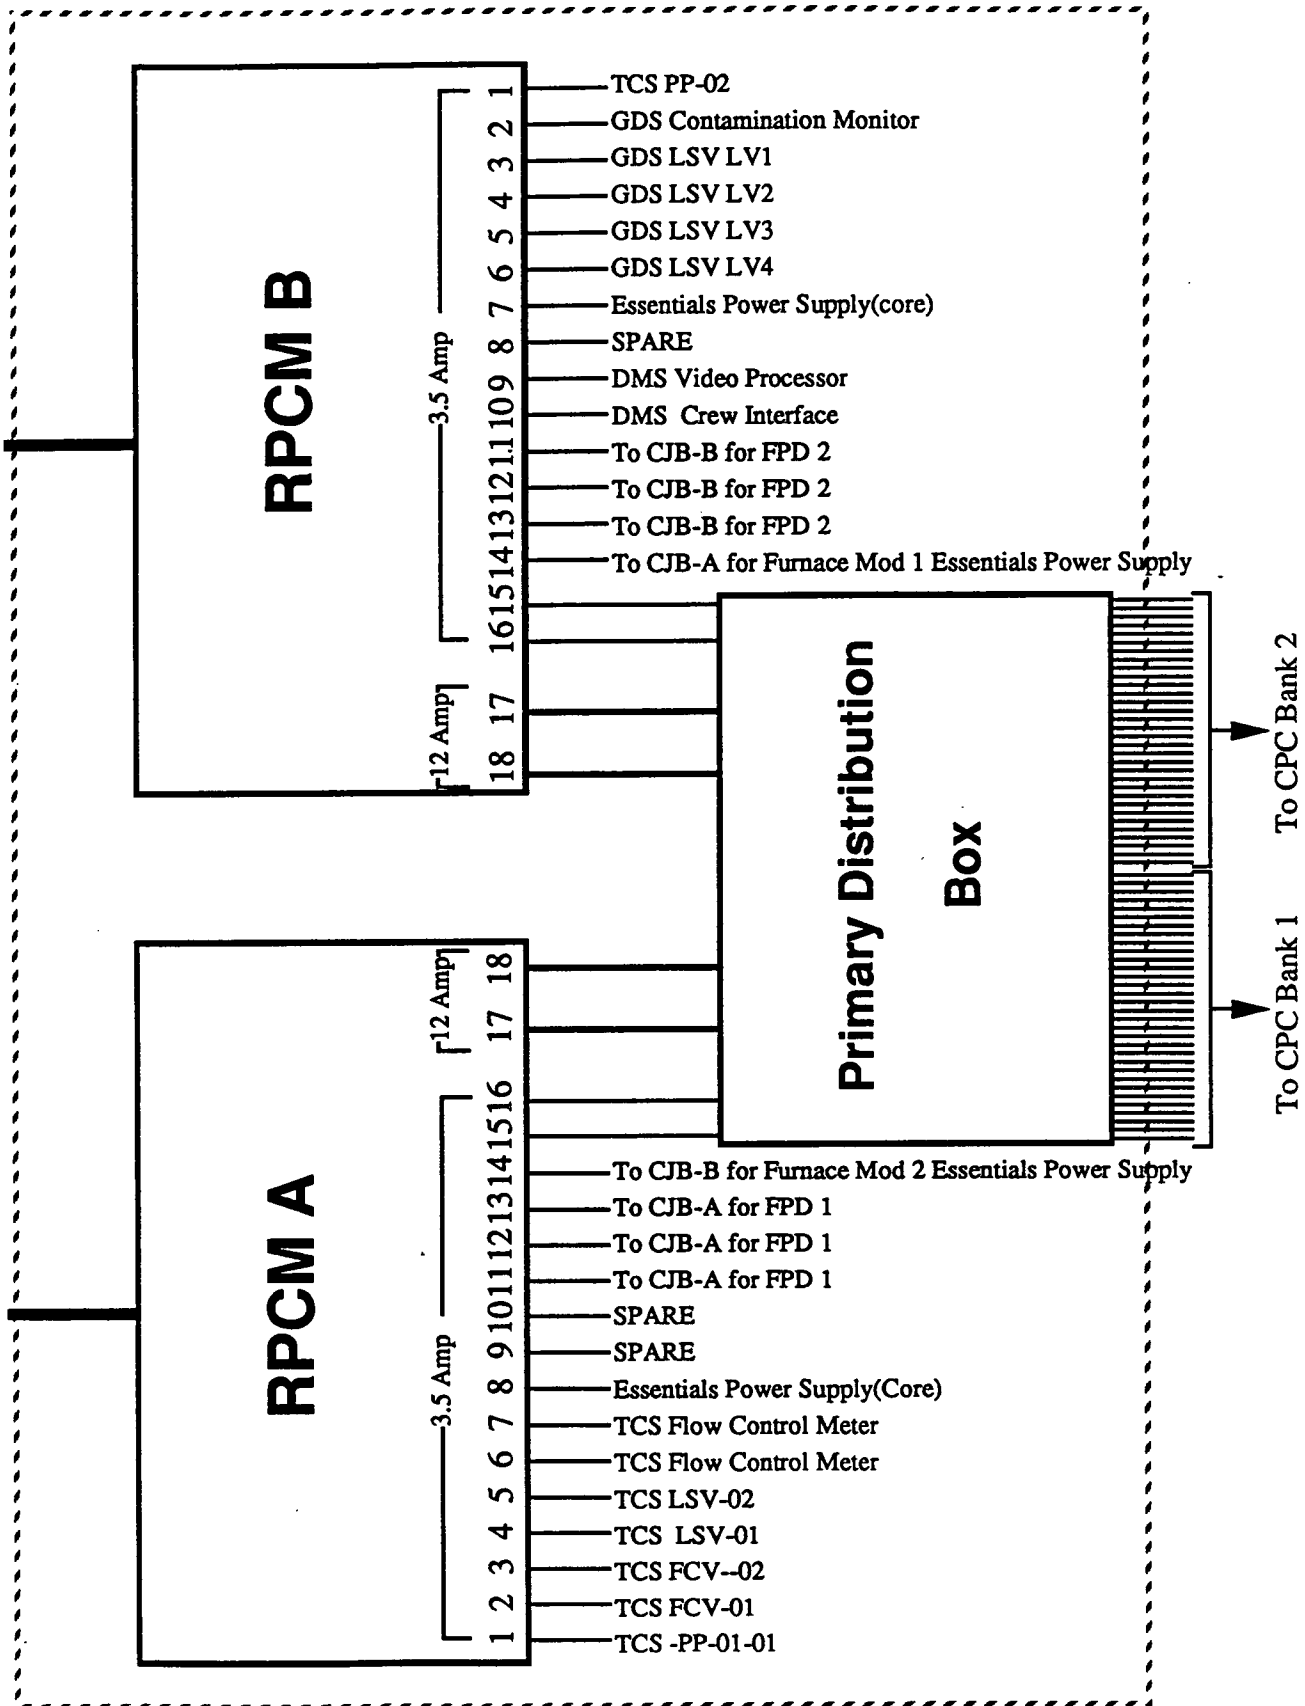 RPCM B
3.5 Amp
12 Amp
1 TCS PP-02
2 GDS Contamination Monitor
3 GDS LSV LV1
4 GDS LSV LV2
5 GDS LSV LV3
6 GDS LSV LV4
7 Essentials Power Supply(core)
8 SPARE
9 DMS Video Processor
10 DMS Crew Interface
11 To CJB-B for FPD 2
12 To CJB-B for FPD 2
13 To CJB-B for FPD 2
14 To CJB-A for Furnace Mod 1 Essentials Power Supply
15
16
17
18
Primary Distribution
Box
To CPC Bank 2
To CPC Bank 1
RPCM A
12 Amp
3.5 Amp
18
17
16
15
14 To CJB-B for Furnace Mod 2 Essentials Power Supply
13 To CJB-A for FPD 1
12 To CJB-A for FPD 1
11 To CJB-A for FPD 1
10 SPARE
9 SPARE
8 Essentials Power Supply(Core)
7 TCS Flow Control Meter
6 TCS Flow Control Meter
5 TCS LSV-02
4 TCS LSV-01
3 TCS FCV--02
2 TCS FCV-01
1 TCS -PP-01-01